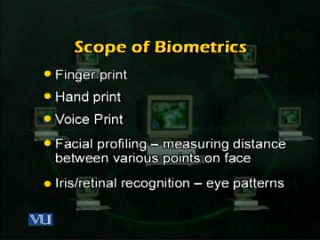 Scope of Biometrics
Finger print
Hand print
Voice Print
Facial profiling – measuring distance
between various points on face
Iris/retinal recognition – eye patterns
VU